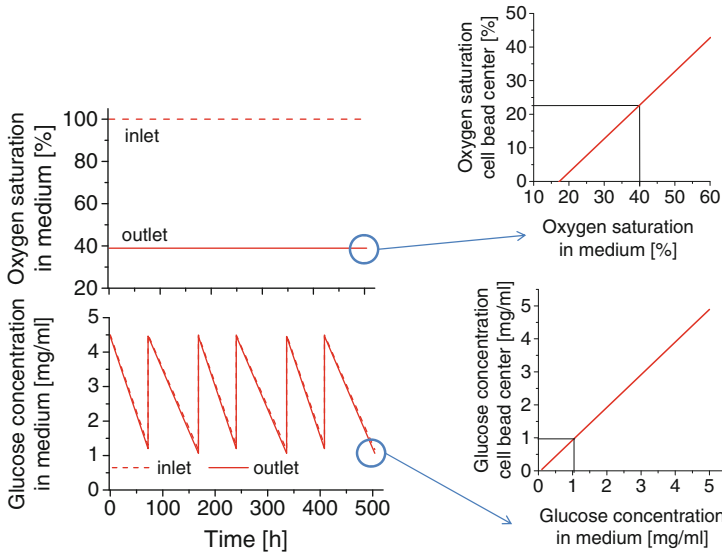 Oxygen saturation
in medium [%]
100
80
60
40
20
inlet
outlet
Oxygen saturation
cell bead center [%]
50
40
30
20
10
0
10 20 30 40 50 60
Oxygen saturation
in medium [%]
Glucose concentration
in medium [mg/ml]
5
4
3
2
1
0
inlet outlet
0 100 200 300 400 500
Time [h]
Glucose concentration
cell bead center [mg/ml]
5
4
3
2
1
0
0 1 2 3 4 5
Glucose concentration
in medium [mg/ml]